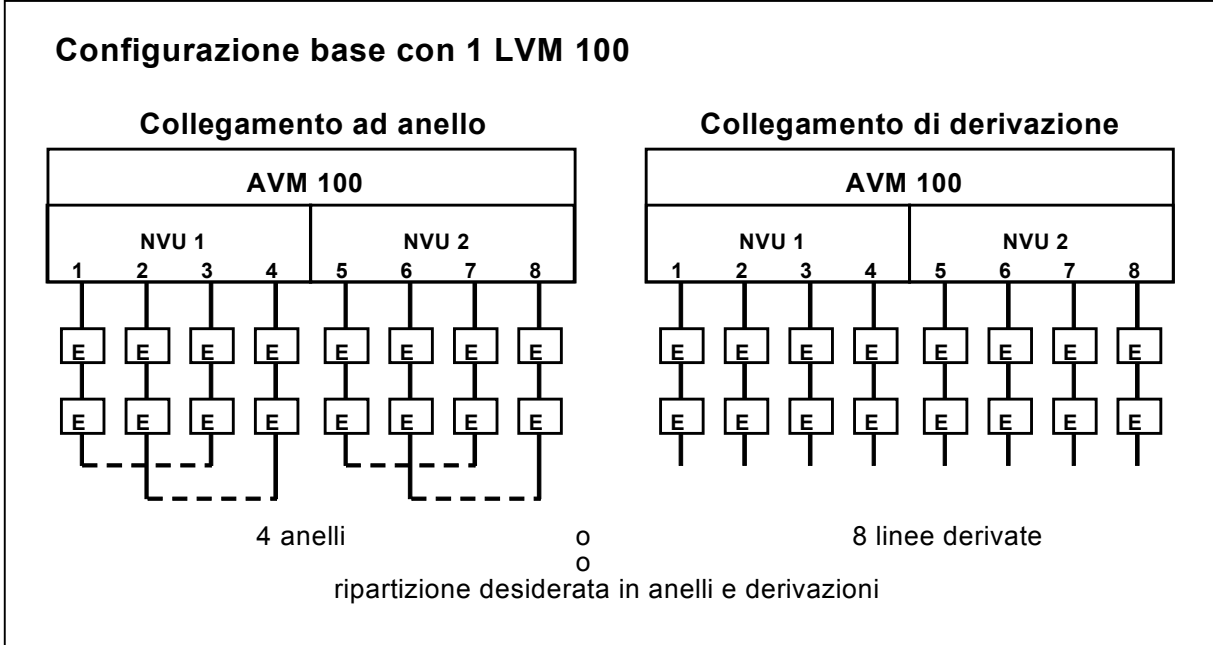 Configurazione base con 1 LVM 100
Collegamento ad anello
Collegamento di derivazione
AVM 100
AVM 100
NVU 1
NVU 2
NVU 1
NVU 2
1 2 3 4 5 6 7 8
1 2 3 4 5 6 7 8
E E E E E E E E
E E E E E E E E
E E E E E E E E
E E E E E E E E
4 anelli
o
8 linee derivate
o
ripartizione desiderata in anelli e derivazioni